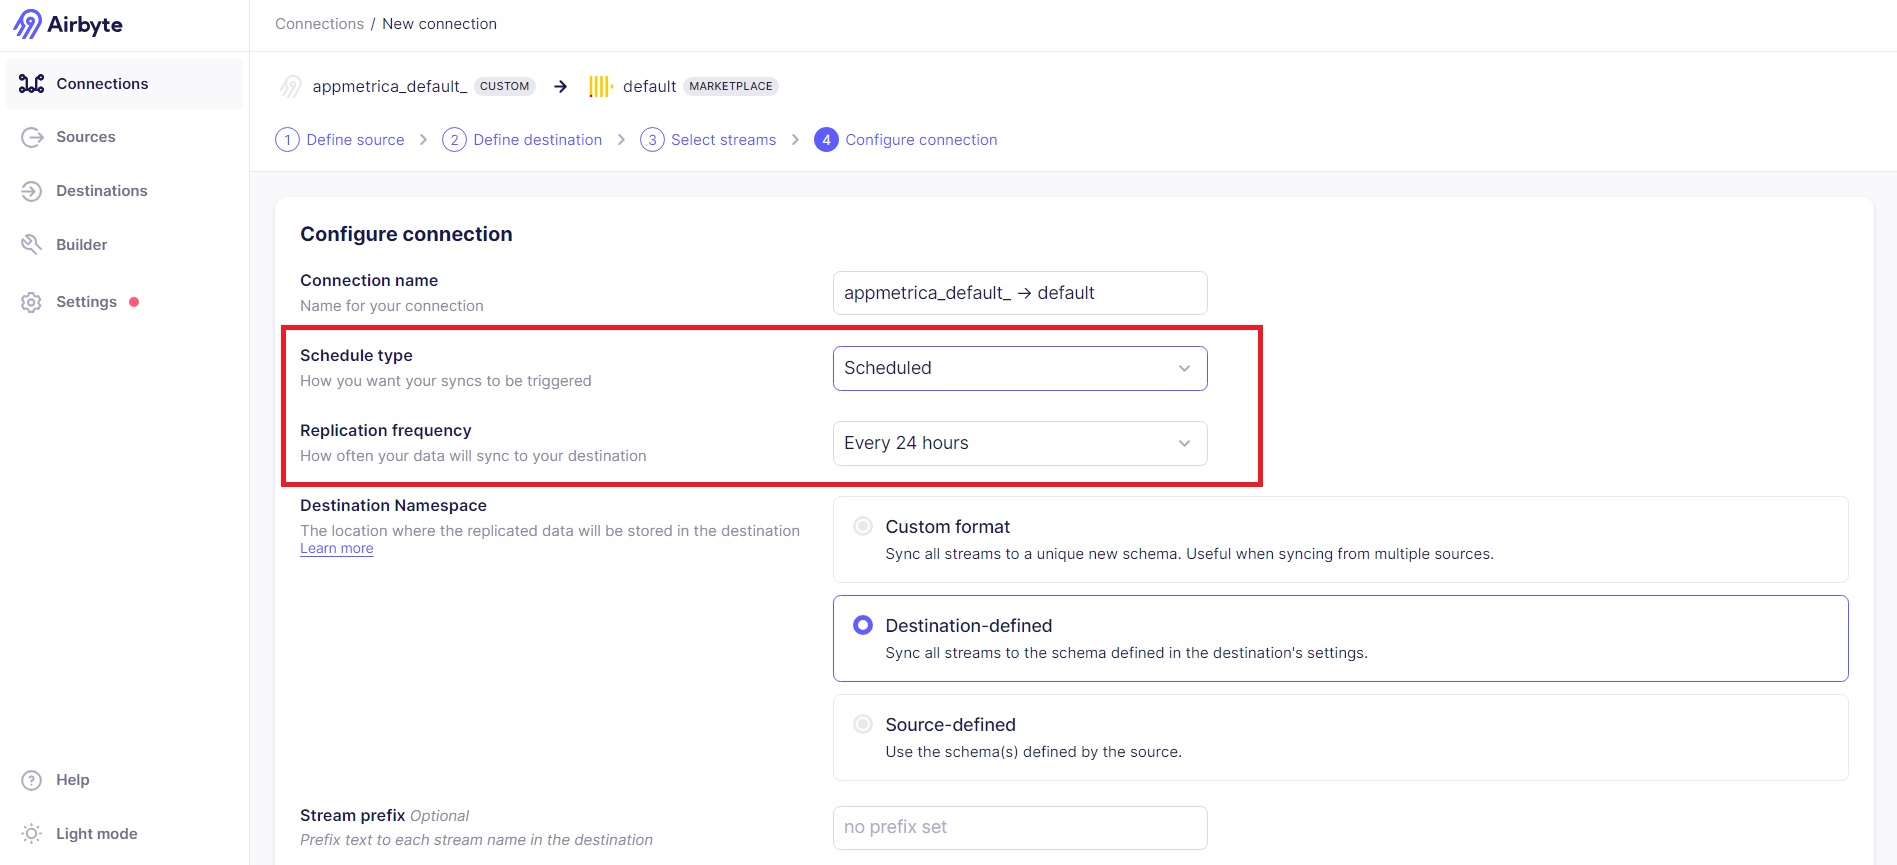 Airbyte
Connections / New connection
Connections
Sources
Destinations
Builder
Settings
Help
Light mode
appmetrica_default_ CUSTOM → default MARKETPLACE
1 Define source > 2 Define destination > 3 Select streams > 4 Configure connection
Configure connection
Connection name
Name for your connection
appmetrica_default_ → default
Schedule type
How you want your syncs to be triggered
Scheduled
Replication frequency
How often your data will sync to your destination
Every 24 hours
Destination Namespace
The location where the replicated data will be stored in the destination
Learn more
Custom format
Sync all streams to a unique new schema. Useful when syncing from multiple sources.
Destination-defined
Sync all streams to the schema defined in the destination's settings.
Source-defined
Use the schema(s) defined by the source.
Stream prefix Optional
Prefix text to each stream name in the destination
no prefix set